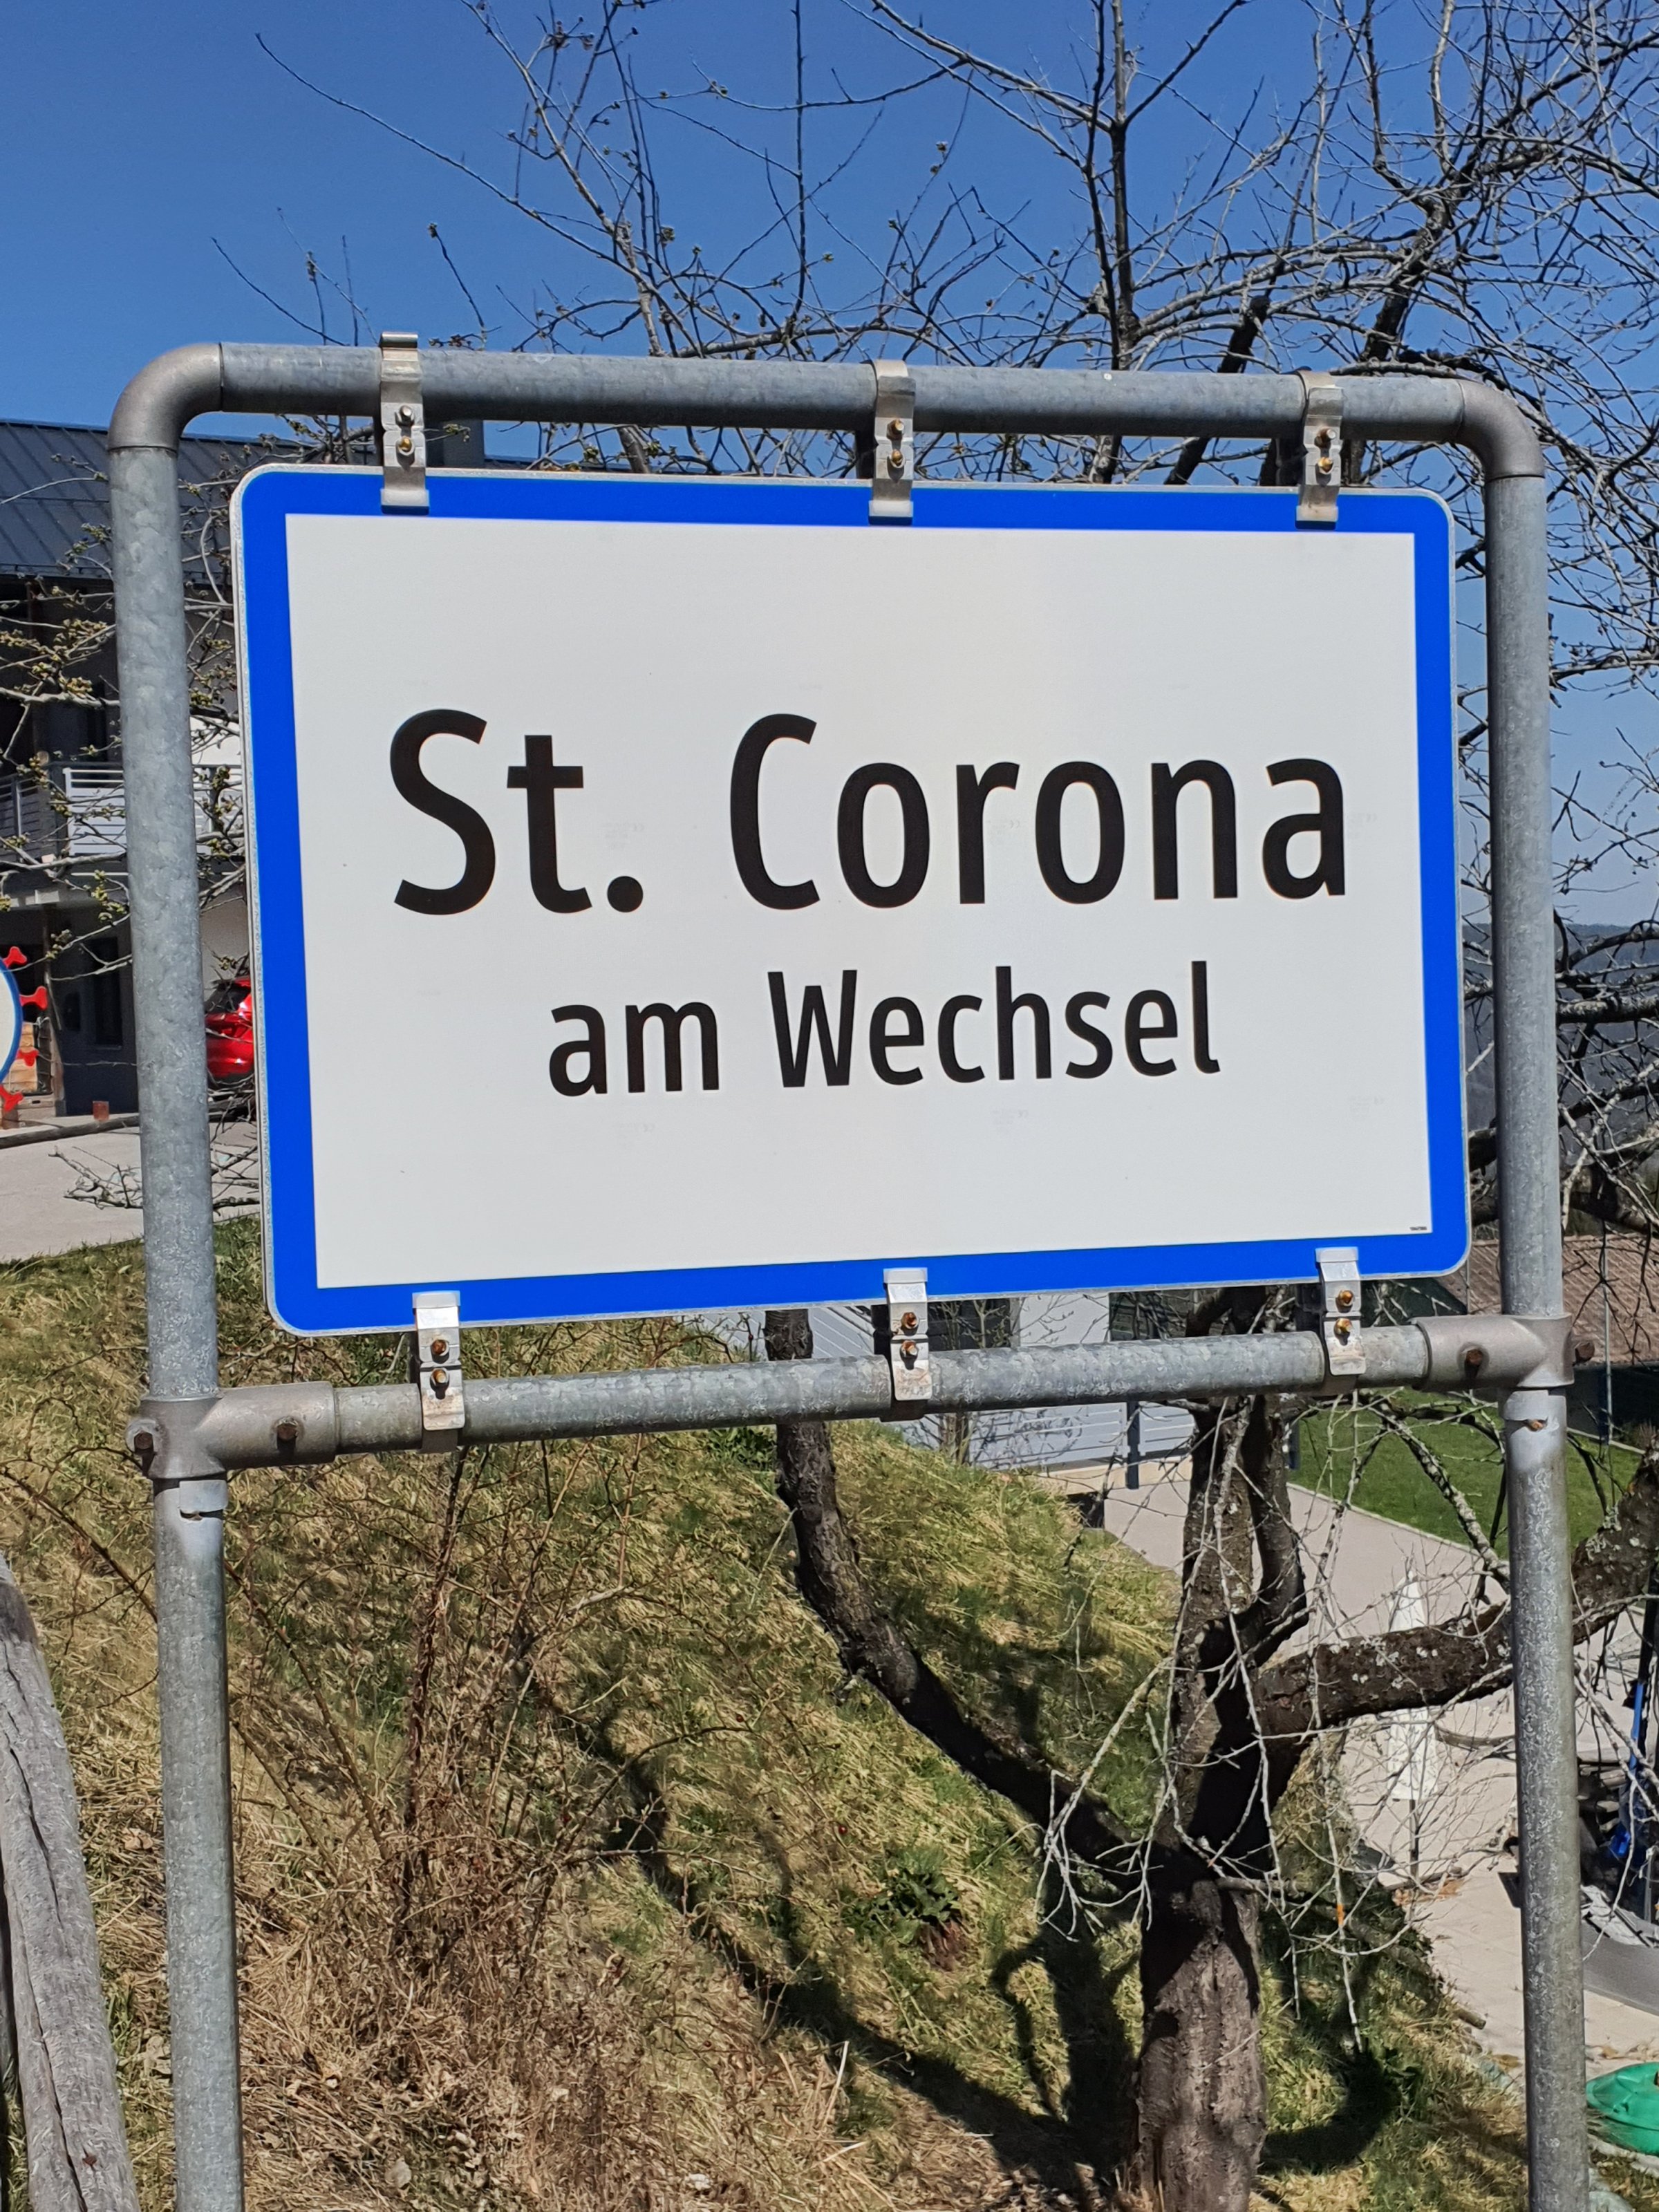 St. Corona
am Wechsel